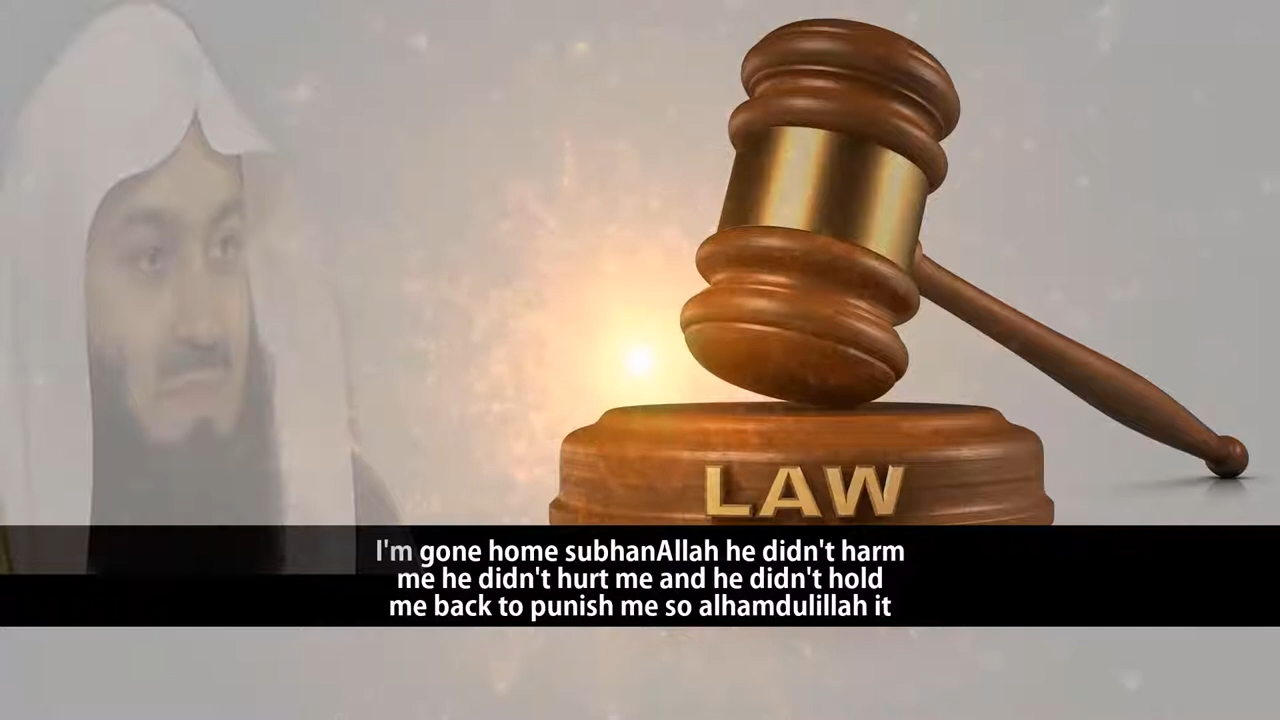 LAW
I'm gone home subhanAllah he didn't harm
me he didn't hurt me and he didn't hold
me back to punish me so alhamdulillah it